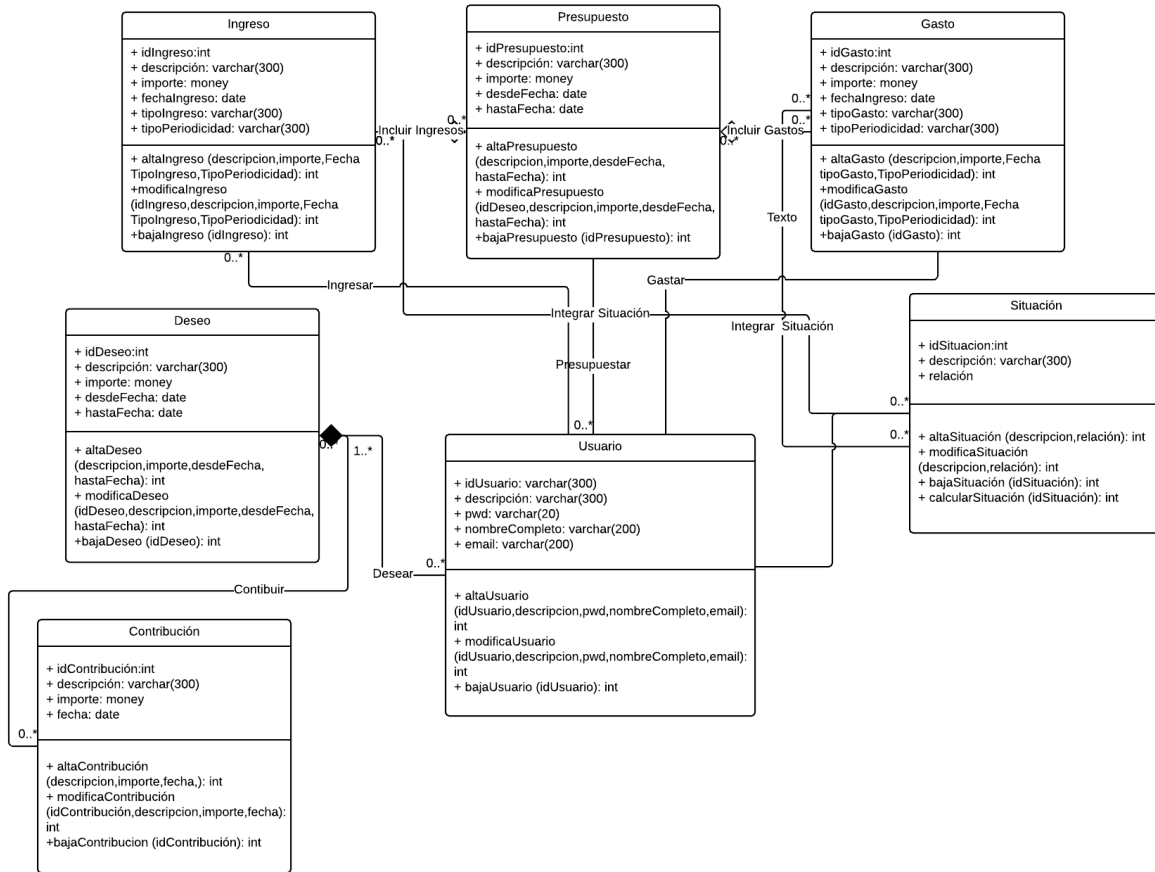 Ingreso
+ idIngreso:int
+ descripción: varchar(300)
+ importe: money
+ fechaIngreso: date
+ tipoIngreso: varchar(300)
+ tipoPeriodicidad: varchar(300)
+ altaIngreso (descripcion,importe,Fecha
TipoIngreso,TipoPeriodicidad): int
+modificaIngreso
(idIngreso,descripcion,importe,Fecha
TipoIngreso,TipoPeriodicidad): int
+bajaIngreso (idIngreso): int
Presupuesto
+ idPresupuesto:int
+ descripción: varchar(300)
+ importe: money
+ desdeFecha: date
+ hastaFecha: date
+ altaPresupuesto
(descripcion,importe,desdeFecha,
hastaFecha): int
+ modificaPresupuesto
(idDeseo,descripcion,importe,desdeFecha,
hastaFecha): int
+bajaPresupuesto (idPresupuesto): int
Gasto
+ idGasto:int
+ descripción: varchar(300)
+ importe: money
+ fechaIngreso: date
+ tipoGasto: varchar(300)
+ tipoPeriodicidad: varchar(300)
+ altaGasto (descripcion,importe,Fecha
tipoGasto,TipoPeriodicidad): int
+modificaGasto
(idGasto,descripcion,importe,Fecha
tipoGasto,TipoPeriodicidad): int
+bajaGasto (idGasto): int
0..*
Incluir Ingresos
0..*
0..*
Incluir Gastos
0..*
0..*
Texto
0..*
Ingresar
Gastar
Integrar Situación
Integrar  Situación
Presupuestar
0..*
Deseo
+ idDeseo:int
+ descripción: varchar(300)
+ importe: money
+ desdeFecha: date
+ hastaFecha: date
+ altaDeseo
(descripcion,importe,desdeFecha,
hastaFecha): int
+ modificaDeseo
(idDeseo,descripcion,importe,desdeFecha,
hastaFecha): int
+bajaDeseo (idDeseo): int
Situación
+ idSituacion:int
+ descripción: varchar(300)
+ relación
+ altaSituación (descripcion,relación): int
+ modificaSituación
(descripcion,relación): int
+ bajaSituación (idSituación): int
+ calcularSituación (idSituación): int
0..*
0..*
0..*
1..*
0..*
Desear
Contibuir
Usuario
+ idUsuario: varchar(300)
+ descripción: varchar(300)
+ pwd: varchar(20)
+ nombreCompleto: varchar(200)
+ email: varchar(200)
+ altaUsuario
(idUsuario,descripcion,pwd,nombreCompleto,email):
int
+ modificaUsuario
(idUsuario,descripcion,pwd,nombreCompleto,email):
int
+ bajaUsuario (idUsuario): int
Contribución
+ idContribución:int
+ descripción: varchar(300)
+ importe: money
+ fecha: date
0..*
+ altaContribución
(descripcion,importe,fecha,): int
+ modificaContribución
(idContribución,descripcion,importe,fecha):
int
+bajaContribucion (idContribución): int